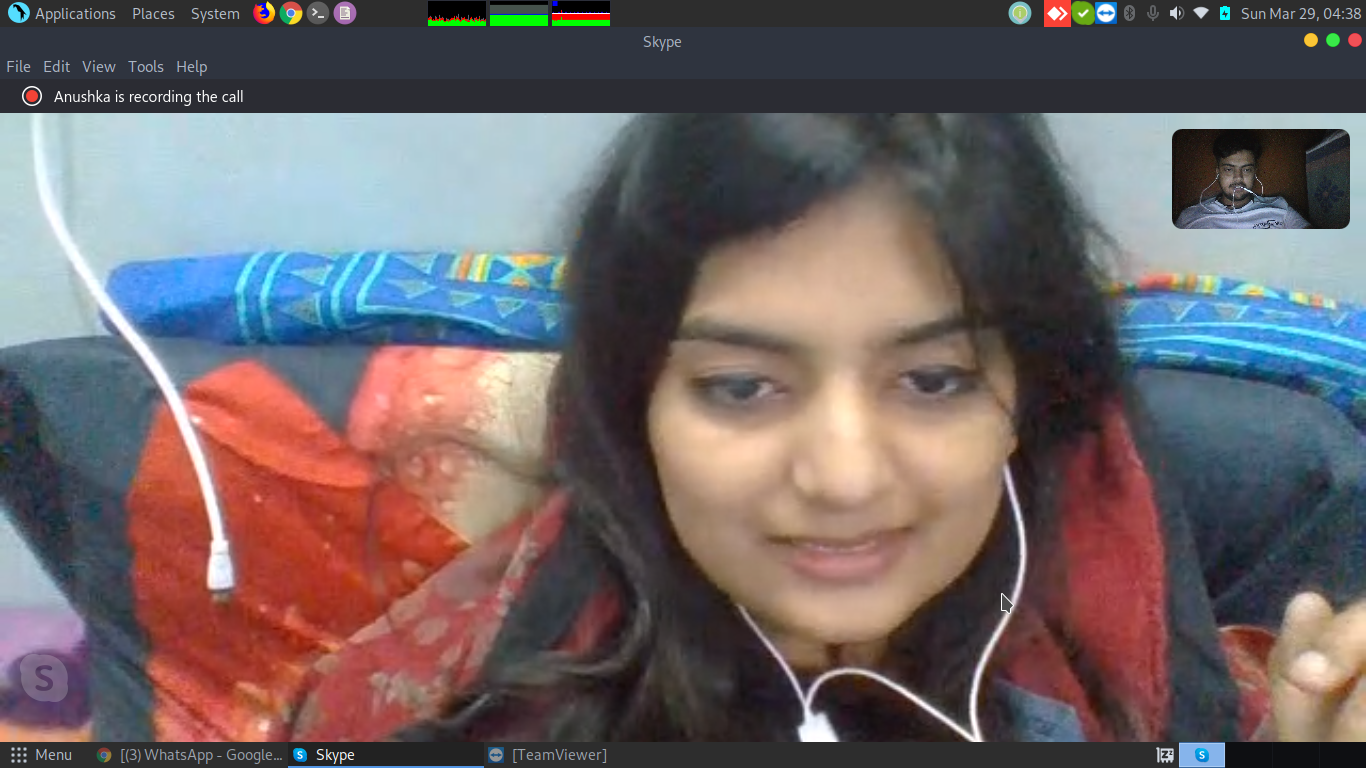 Applications Places System Sun Mar 29, 04:38
Skype
File Edit View Tools Help
Anushka is recording the call
S
Menu [(3) WhatsApp - Google... Skype [TeamViewer]